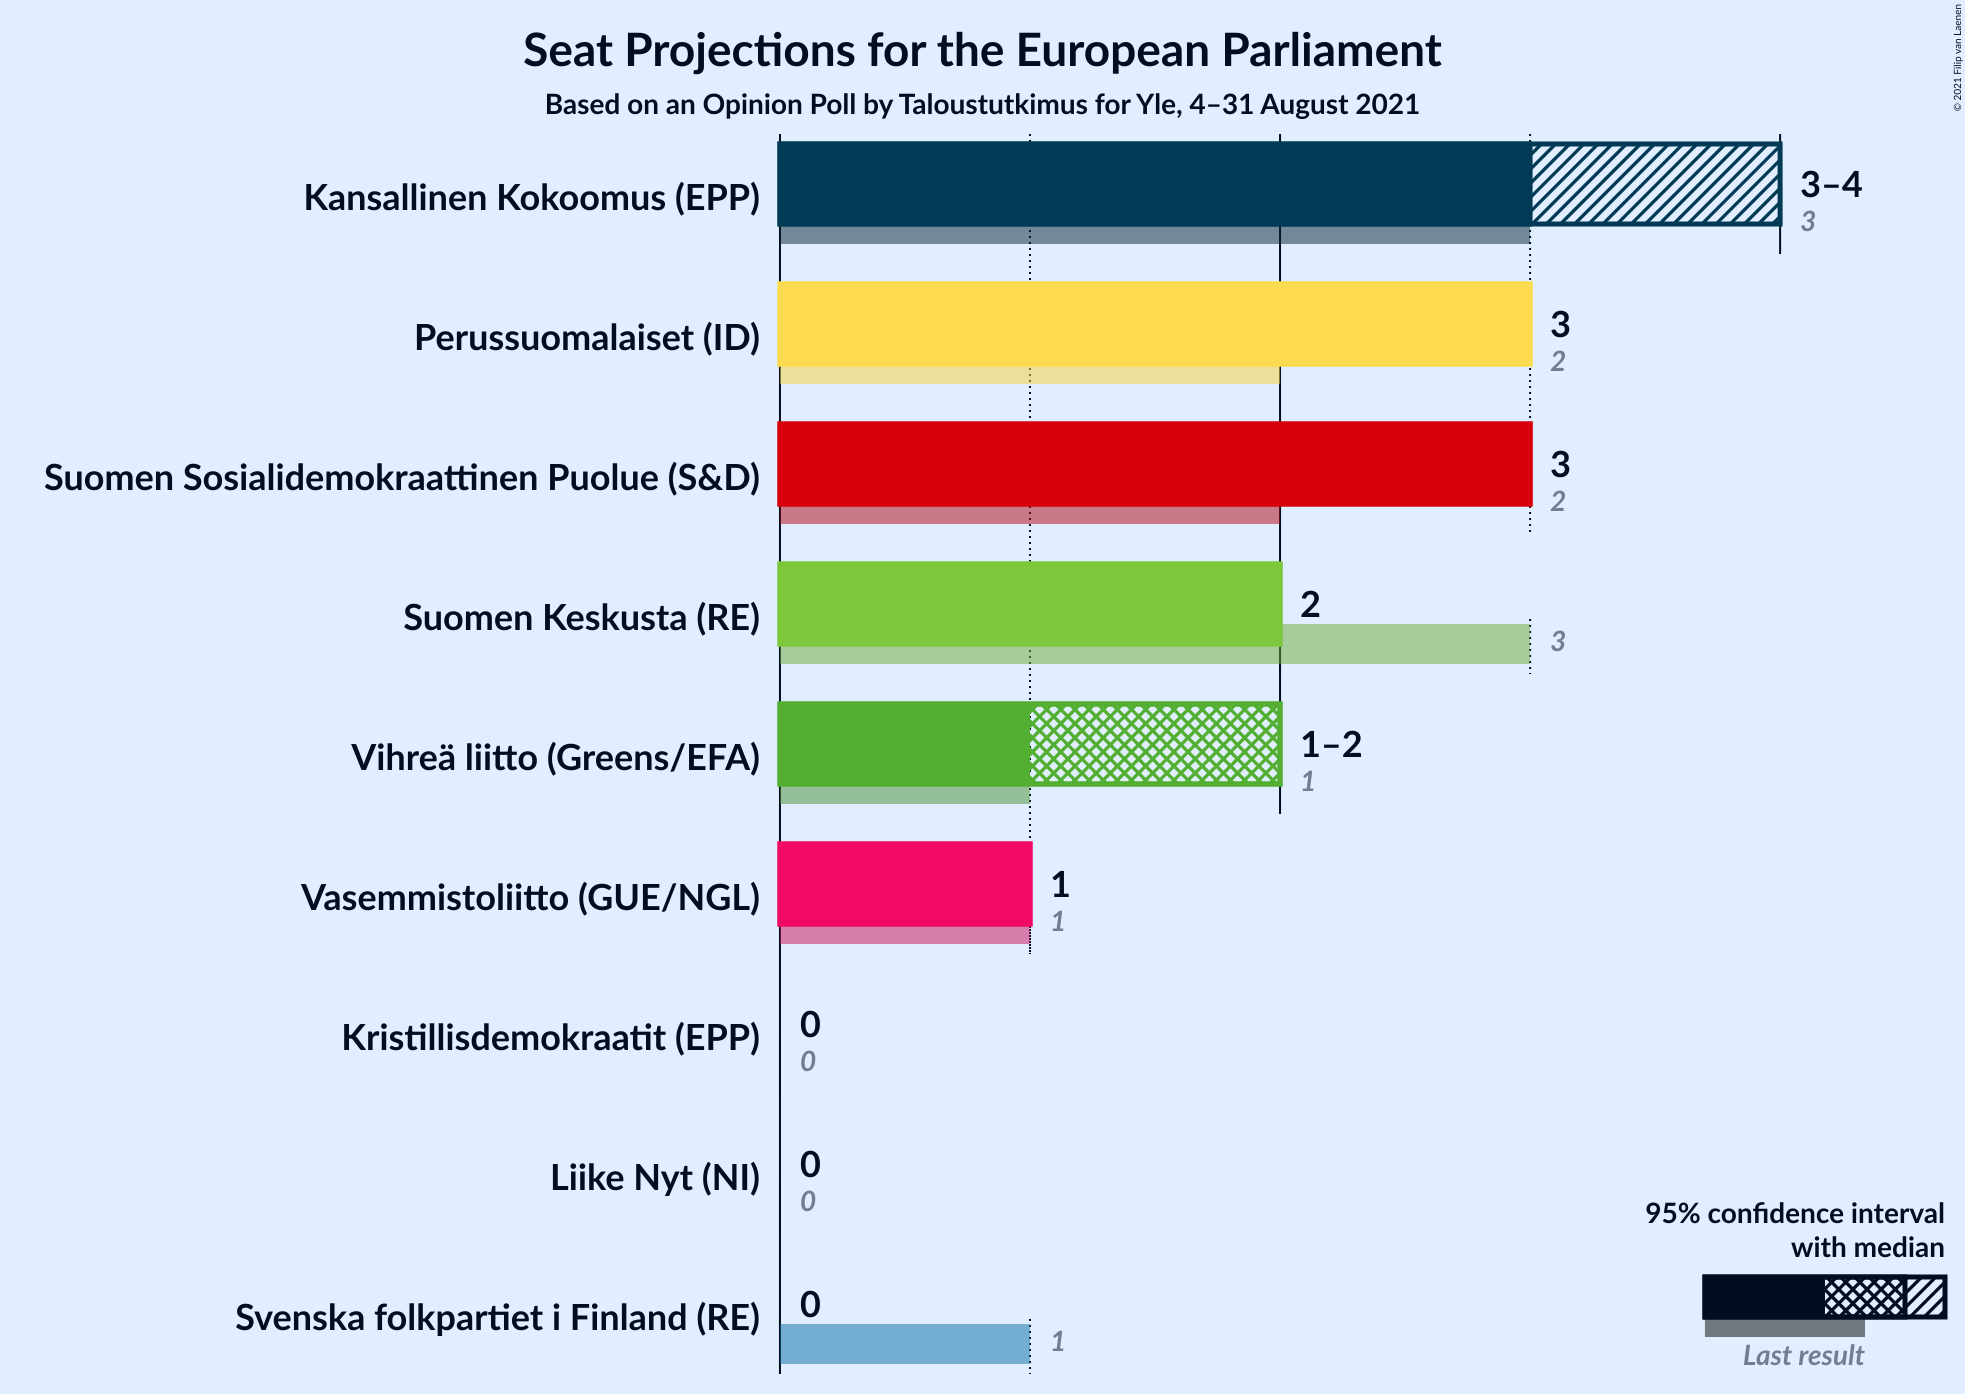 Seat Projections for the European Parliament
Based on an Opinion Poll by Taloustutkimus for Yle, 4–31 August 2021
© 2021 Filip van Laenen
Kansallinen Kokoomus (EPP)
3–4
3
Perussuomalaiset (ID)
3
2
Suomen Sosialidemokraattinen Puolue (S&D)
3
2
Suomen Keskusta (RE)
2
3
Vihreä liitto (Greens/EFA)
1–2
1
Vasemmistoliitto (GUE/NGL)
1
1
Kristillisdemokraatit (EPP)
0
0
Liike Nyt (NI)
0
0
Svenska folkpartiet i Finland (RE)
0
1
95% confidence interval
with median
Last result